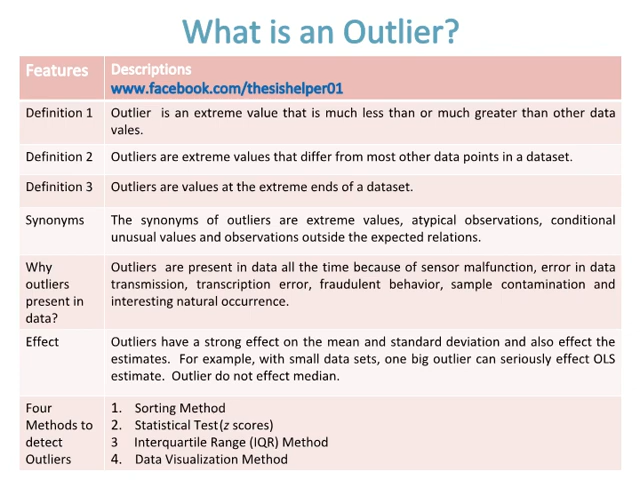 What is an Outlier?
Features
Descriptions
www.facebook.com/thesishelper01
Definition 1
Outlier is an extreme value that is much less than or much greater than other data
vales.
Definition 2
Outliers are extreme values that differ from most other data points in a dataset.
Definition 3
Outliers are values at the extreme ends of a dataset.
Synonyms
The synonyms of outliers are extreme values, atypical observations, conditional
unusual values and observations outside the expected relations.
Why
outliers
present in
data?
Outliers are present in data all the time because of sensor malfunction, error in data
transmission, transcription error, fraudulent behavior, sample contamination and
interesting natural occurrence.
Effect
Outliers have a strong effect on the mean and standard deviation and also effect the
estimates. For example, with small data sets, one big outlier can seriously effect OLS
estimate. Outlier do not effect median.
Four
Methods to
detect
Outliers
1. Sorting Method
2. Statistical Test(z scores)
3 Interquartile Range (IQR) Method
4. Data Visualization Method